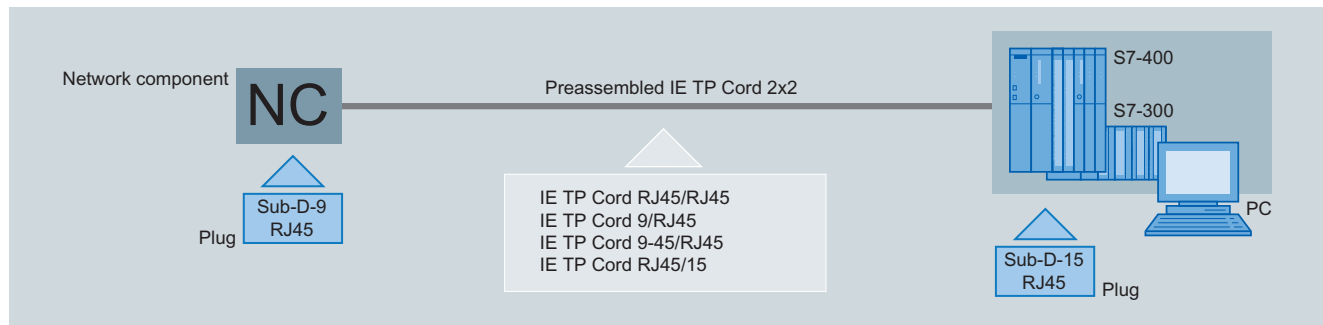 Network component
NC
Sub-D-9
RJ45
Plug
Preassembled IE TP Cord 2x2
IE TP Cord RJ45/RJ45
IE TP Cord 9/RJ45
IE TP Cord 9-45/RJ45
IE TP Cord RJ45/15
S7-400
S7-300
PC
Sub-D-15
RJ45
Plug